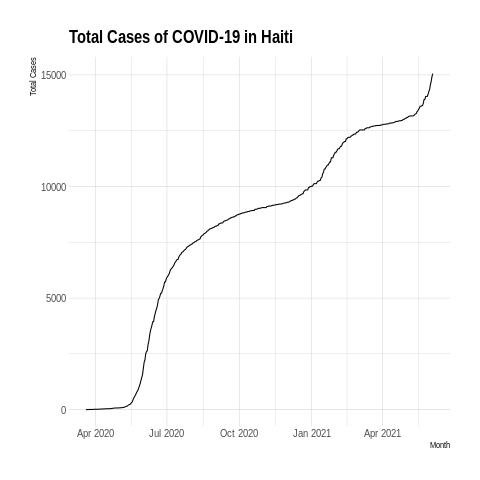 Total Cases of COVID-19 in Haiti
Total Cases
15000
10000
5000
0
Apr 2020 Jul 2020 Oct 2020 Jan 2021 Apr 2021
Month